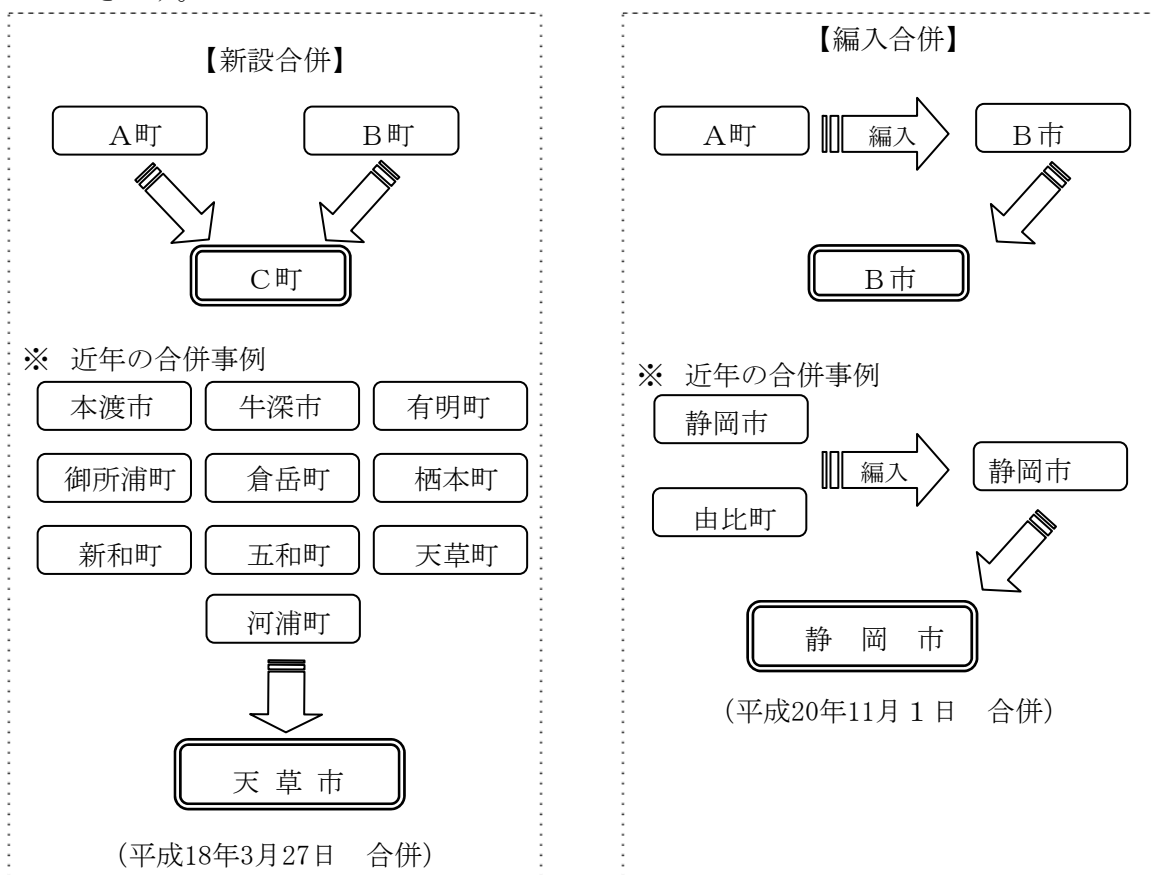 【新設合併】
A町 B町
C町
※ 近年の合併事例
本渡市 牛深市 有明町
御所浦町 倉岳町 栖本町
新和町 五和町 天草町
河浦町
天 草 市
(平成18年3月27日 合併)
【編入合併】
A町 編入 B市
B市
※ 近年の合併事例
静岡市
編入 静岡市
由比町
静 岡 市
(平成20年11月1日 合併)